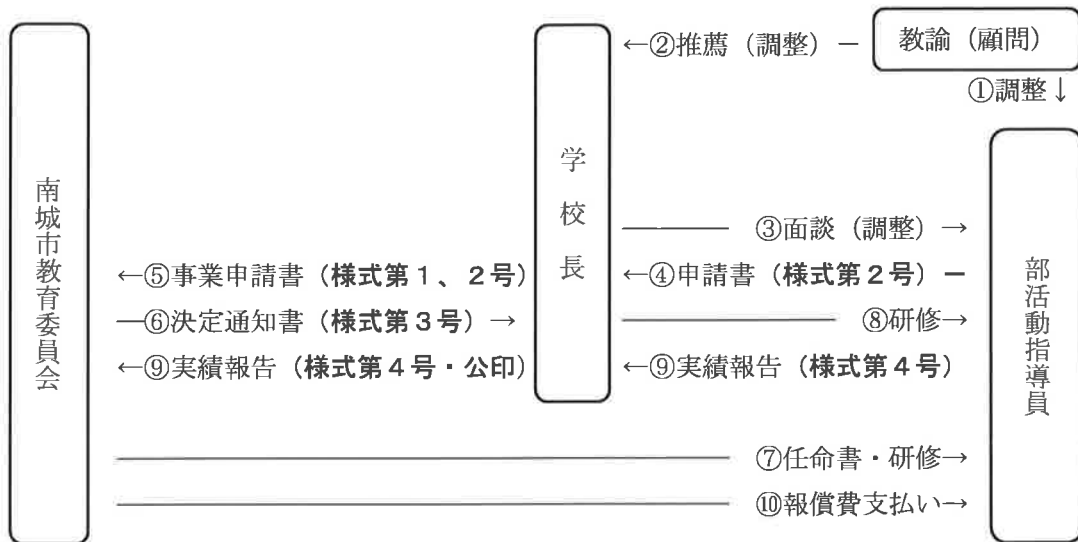 ←②推薦（調整）－ 教諭（顧問）
①調整↓
南城市教育委員会
学校長
部活動指導員
③面談（調整）→
←⑤事業申請書（様式第１、２号）
←④申請書（様式第２号）－
―⑥決定通知書（様式第３号）→
⑧研修→
←⑨実績報告（様式第４号・公印）
←⑨実績報告（様式第４号）
⑦任命書・研修→
⑩報償費支払い→